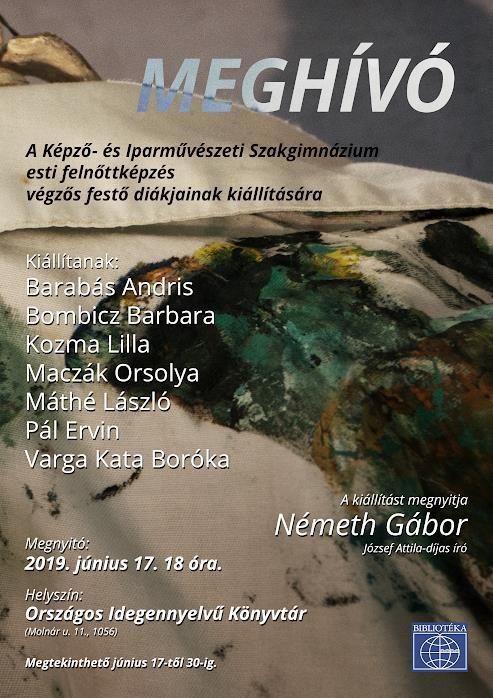 MEGHÍVÓ
A Képző- és Iparművészeti Szakgimnázium
esti felnőttképzés
végzős festő diákjainak kiállítására
Kiállítanak:
Barabás Andris
Bombicz Barbara
Kozma Lilla
Maczák Orsolya
Máthé László
Pál Ervin
Varga Kata Boróka
A kiállítást megnyitja
Németh Gábor
József Attila-díjas író
Megnyitó:
2019. június 17. 18 óra.
Helyszín:
Országos Idegennyelvű Könyvtár
(Molnár u. 11., 1056)
Megtekinthető június 17-től 30-ig.
BIBLIOTÉKA